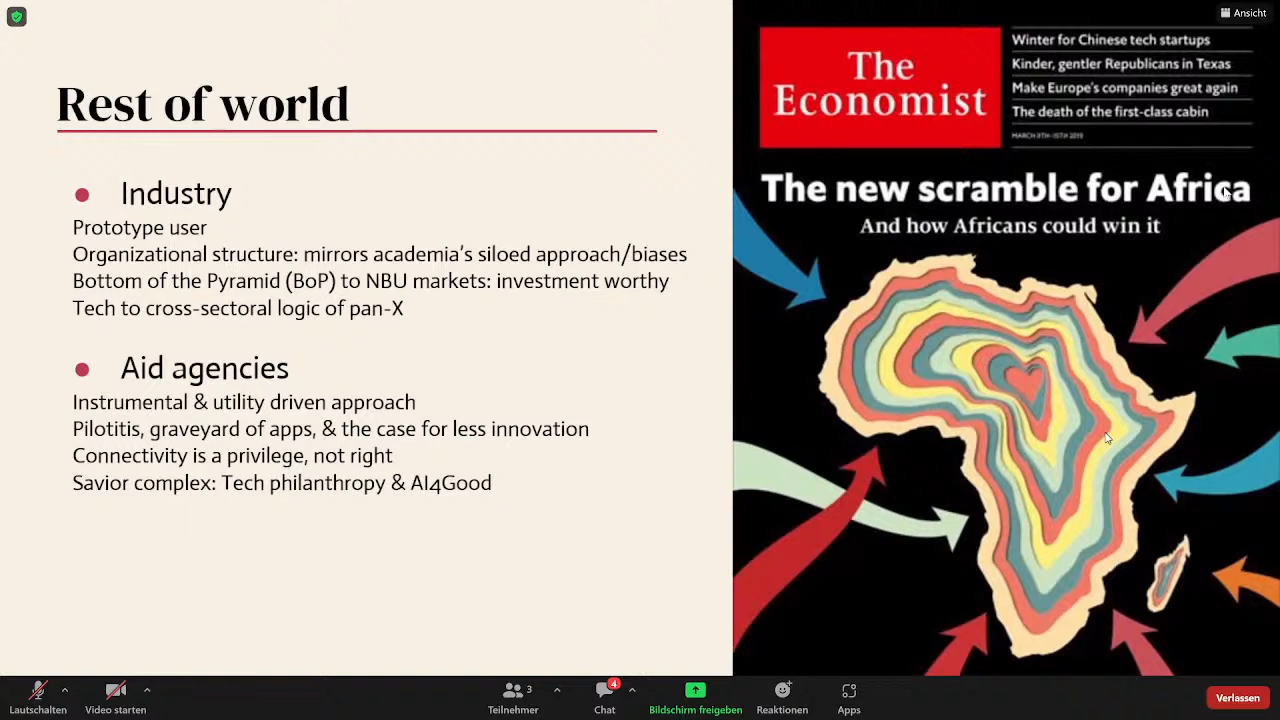 Ansicht
Rest of world
Industry
Prototype user
Organizational structure: mirrors academia’s siloed approach/biases
Bottom of the Pyramid (BoP) to NBU markets: investment worthy
Tech to cross-sectoral logic of pan-X
Aid agencies
Instrumental & utility driven approach
Pilotitis, graveyard of apps, & the case for less innovation
Connectivity is a privilege, not right
Savior complex: Tech philanthropy & AI4Good
The
Economist
Winter for Chinese tech startups
Kinder, gentler Republicans in Texas
Make Europe's companies great again
The death of the first-class cabin
MARCH 9TH–15TH 2019
The new scramble for Africa
And how Africans could win it
Lautschalten
Video starten
3
Teilnehmer
4
Chat
Bildschirm freigeben
Reaktionen
Apps
Verlassen